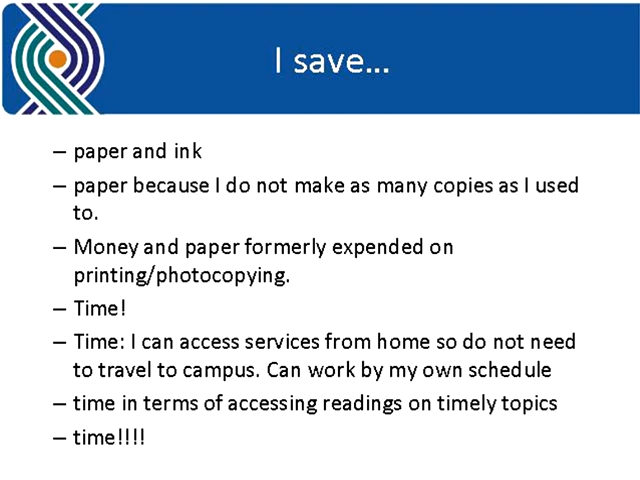 I save…
– paper and ink
– paper because I do not make as many copies as I used
to.
– Money and paper formerly expended on
printing/photocopying.
– Time!
– Time: I can access services from home so do not need
to travel to campus. Can work by my own schedule
– time in terms of accessing readings on timely topics
– time!!!!